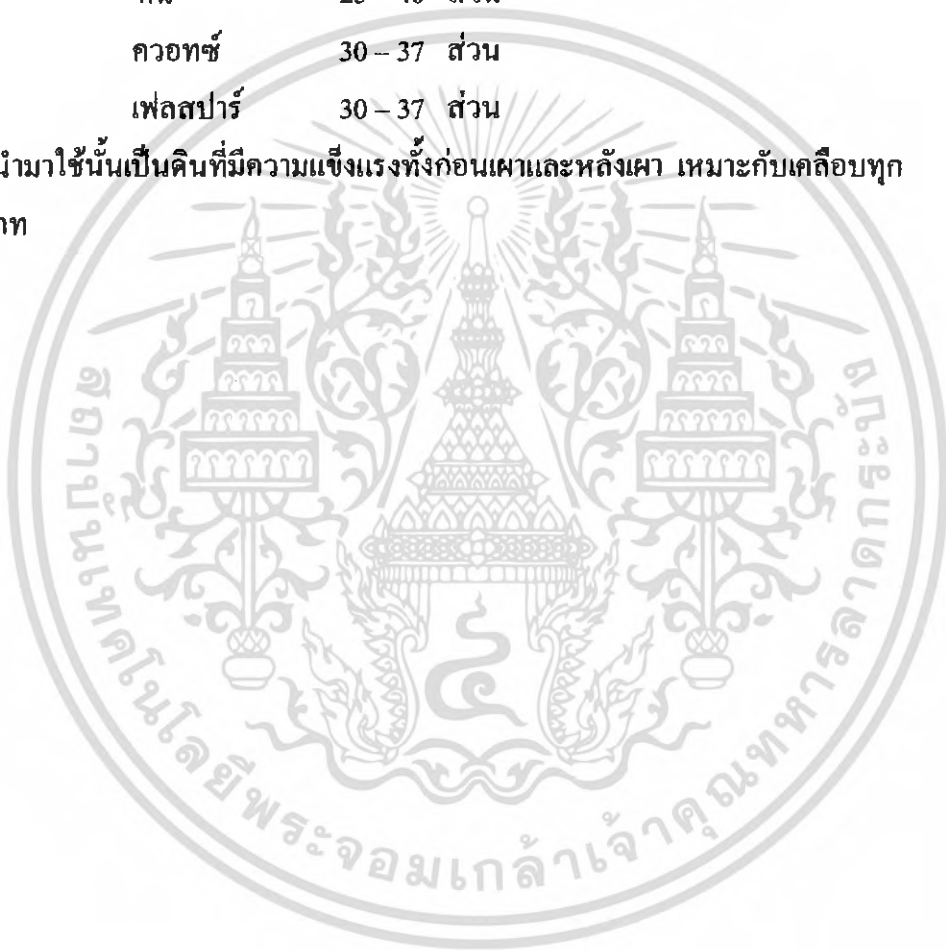 ควอทซ์ 30 – 37 ส่วน
เฟลสปาร์ 30 – 37 ส่วน
นำมาใช้นั้นเป็นดินที่มีความแข็งแรงทั้งก่อนเผาและหลังเผา เหมาะกับเคลือบทุก
าท
สถาบันเทคโนโลยีพระจอมเกล้าเจ้าคุณทหารลาดกระบัง